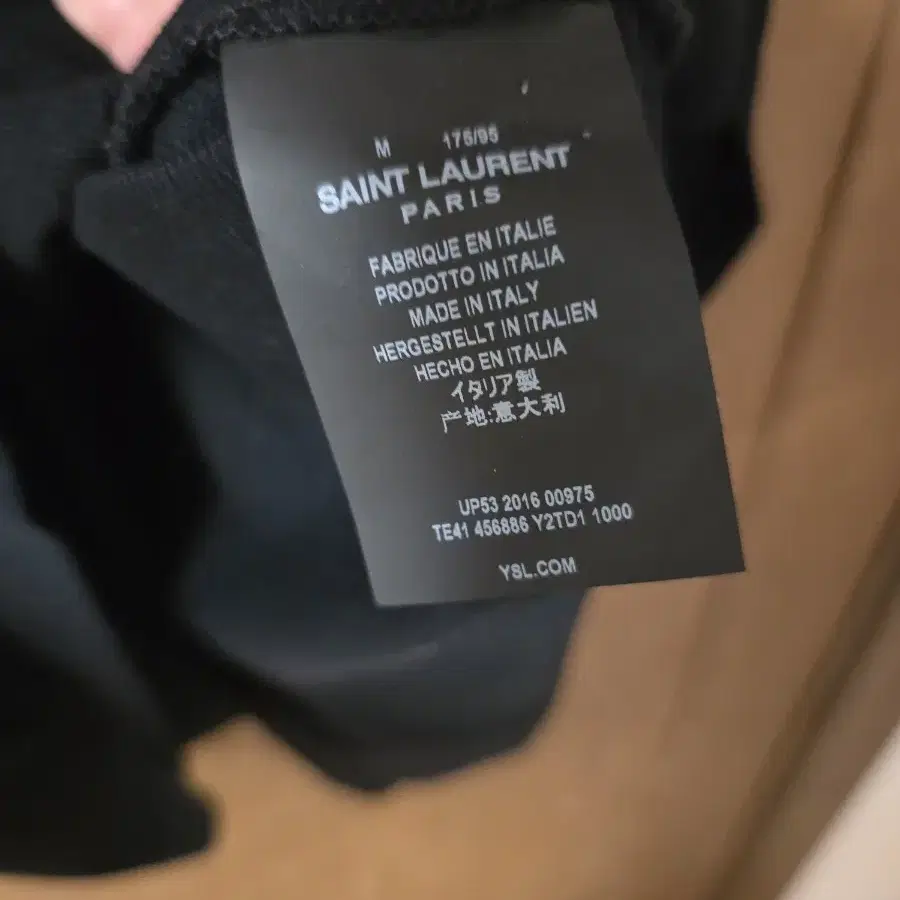 M 175/95
SAINT LAURENT
PARIS
FABRIQUE EN ITALIE
PRODOTTO IN ITALIA
MADE IN ITALY
HERGESTELLT IN ITALIEN
HECHO EN ITALIA
イタリア製
产地:意大利
UP53 2016 00975
TE41 456886 Y2TD1 1000
YSL.COM